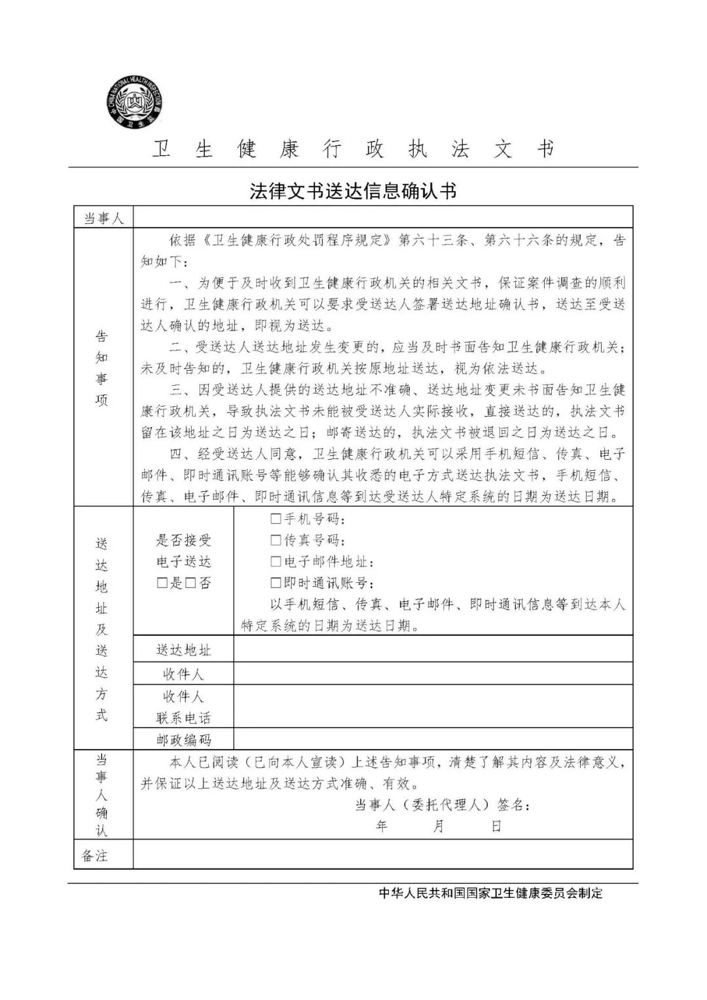 CHINA NATIONAL HEALTH INSPECTION
中国卫生监督
卫生健康行政执法文书
法律文书送达信息确认书
当事人
告知事项
依据《卫生健康行政处罚程序规定》第六十三条、第六十六条的规定，告
知如下：
一、为便于及时收到卫生健康行政机关的相关文书，保证案件调查的顺利
进行，卫生健康行政机关可以要求受送达人签署送达地址确认书，送达至受送
达人确认的地址，即视为送达。
二、受送达人送达地址发生变更的，应当及时书面告知卫生健康行政机关；
未及时告知的，卫生健康行政机关按原地址送达，视为依法送达。
三、因受送达人提供的送达地址不准确、送达地址变更未书面告知卫生健
康行政机关，导致执法文书未能被受送达人实际接收，直接送达的，执法文书
留在该地址之日为送达之日；邮寄送达的，执法文书被退回之日为送达之日。
四、经受送达人同意，卫生健康行政机关可以采用手机短信、传真、电子
邮件、即时通讯账号等能够确认其收悉的电子方式送达执法文书，手机短信、
传真、电子邮件、即时通讯信息等到达受送达人特定系统的日期为送达日期。
送达地址及送达方式
是否接受
电子送达
□是□否
□手机号码：
□传真号码：
□电子邮件地址：
□即时通讯账号：
以手机短信、传真、电子邮件、即时通讯信息等到达本人
特定系统的日期为送达日期。
送达地址
收件人
收件人
联系电话
邮政编码
当事人确认
本人已阅读（已向本人宣读）上述告知事项，清楚了解其内容及法律意义，
并保证以上送达地址及送达方式准确、有效。
当事人（委托代理人）签名：
年 月 日
备注
中华人民共和国国家卫生健康委员会制定